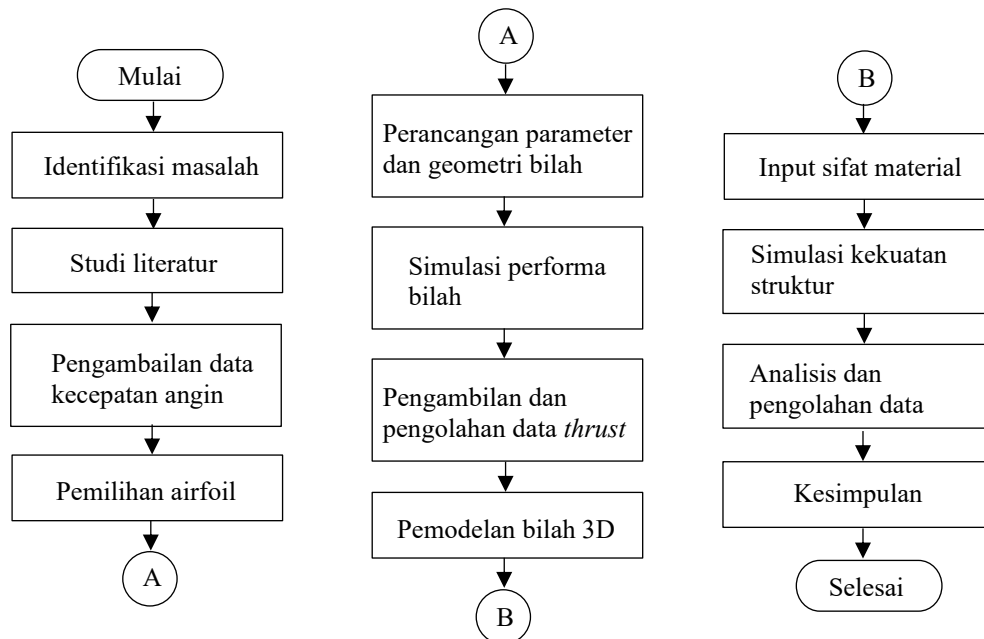 Mulai
Identifikasi masalah
Studi literatur
Pengambailan data
kecepatan angin
Pemilihan airfoil
A
A
Perancangan parameter
dan geometri bilah
Simulasi performa
bilah
Pengambilan dan
pengolahan data thrust
Pemodelan bilah 3D
B
B
Input sifat material
Simulasi kekuatan
struktur
Analisis dan
pengolahan data
Kesimpulan
Selesai